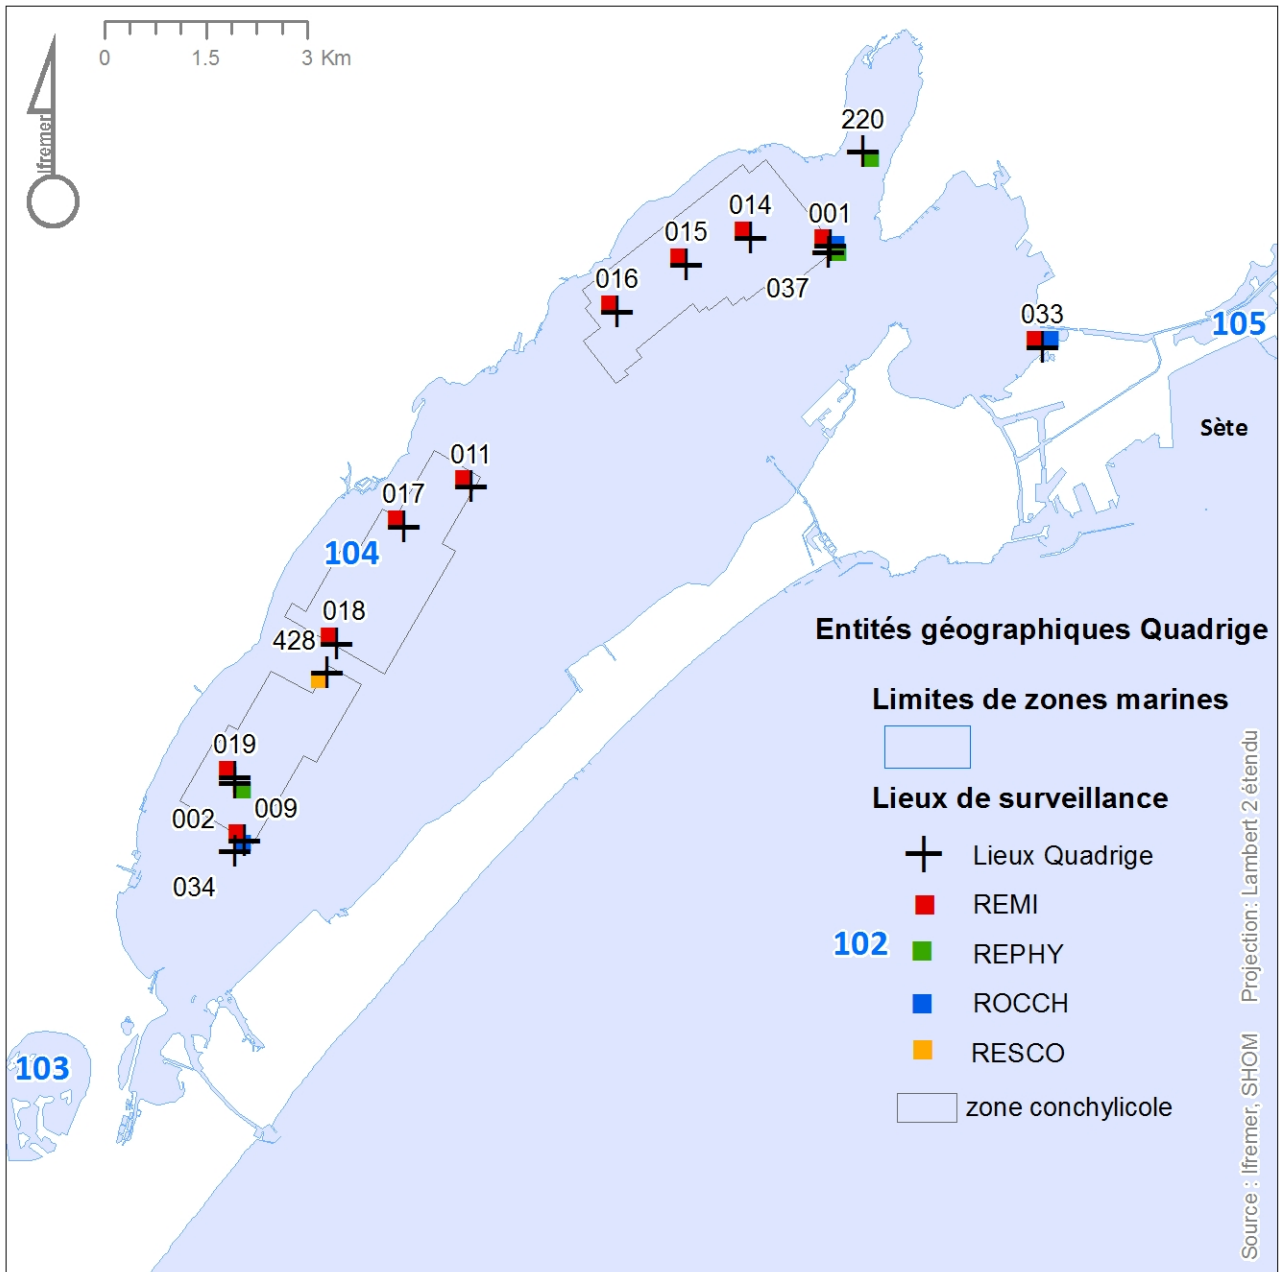 0 1.5 3 Km
Ifremer
220
014
001
015
016
037
033
105
Sète
011
017
104
018
428
019
009
002
034
103
102
Entités géographiques Quadrige
Limites de zones marines
Lieux de surveillance
Lieux Quadrige
REMI
REPHY
ROCCH
RESCO
zone conchylicole
Source : Ifremer, SHOM Projection: Lambert 2 étendu